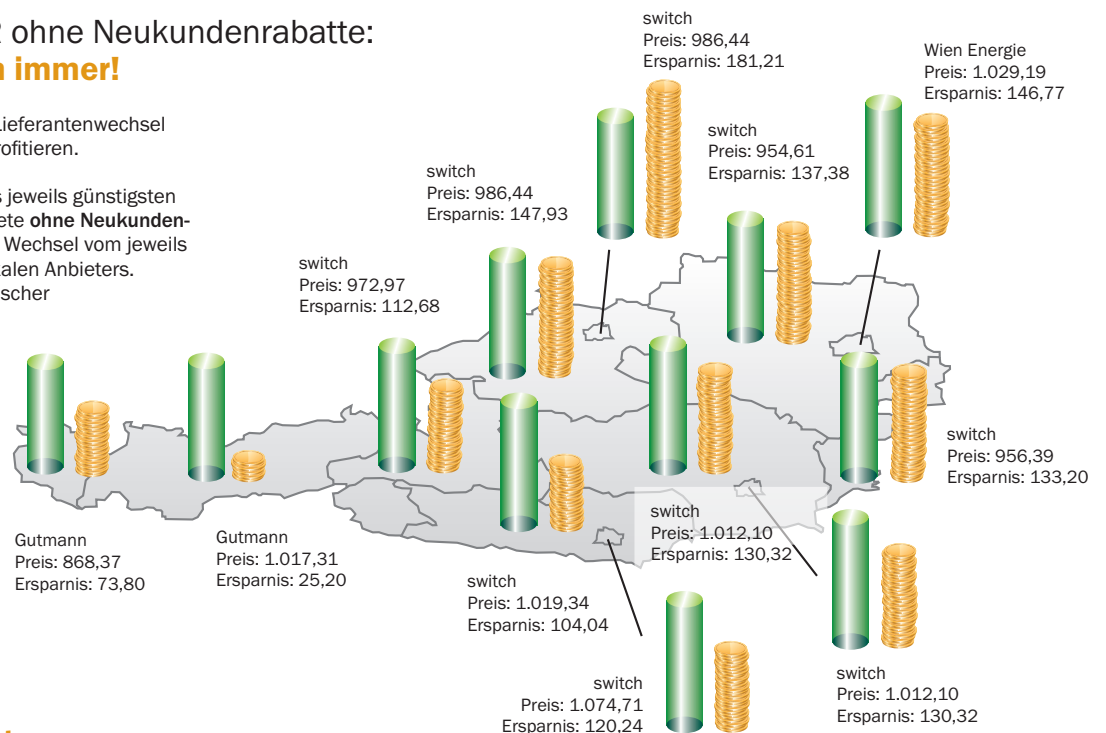 ohne Neukundenrabatte:
immer!
Lieferantenwechsel
rofitieren.
s jeweils günstigsten
ete ohne Neukunden-
Wechsel vom jeweils
kalen Anbieters.
scher
switch
Preis: 986,44
Ersparnis: 181,21
Wien Energie
Preis: 1.029,19
Ersparnis: 146,77
switch
Preis: 954,61
Ersparnis: 137,38
switch
Preis: 986,44
Ersparnis: 147,93
switch
Preis: 972,97
Ersparnis: 112,68
switch
Preis: 956,39
Ersparnis: 133,20
Gutmann
Preis: 868,37
Ersparnis: 73,80
Gutmann
Preis: 1.017,31
Ersparnis: 25,20
switch
Preis: 1.012,10
Ersparnis: 130,32
switch
Preis: 1.019,34
Ersparnis: 104,04
switch
Preis: 1.074,71
Ersparnis: 120,24
switch
Preis: 1.012,10
Ersparnis: 130,32